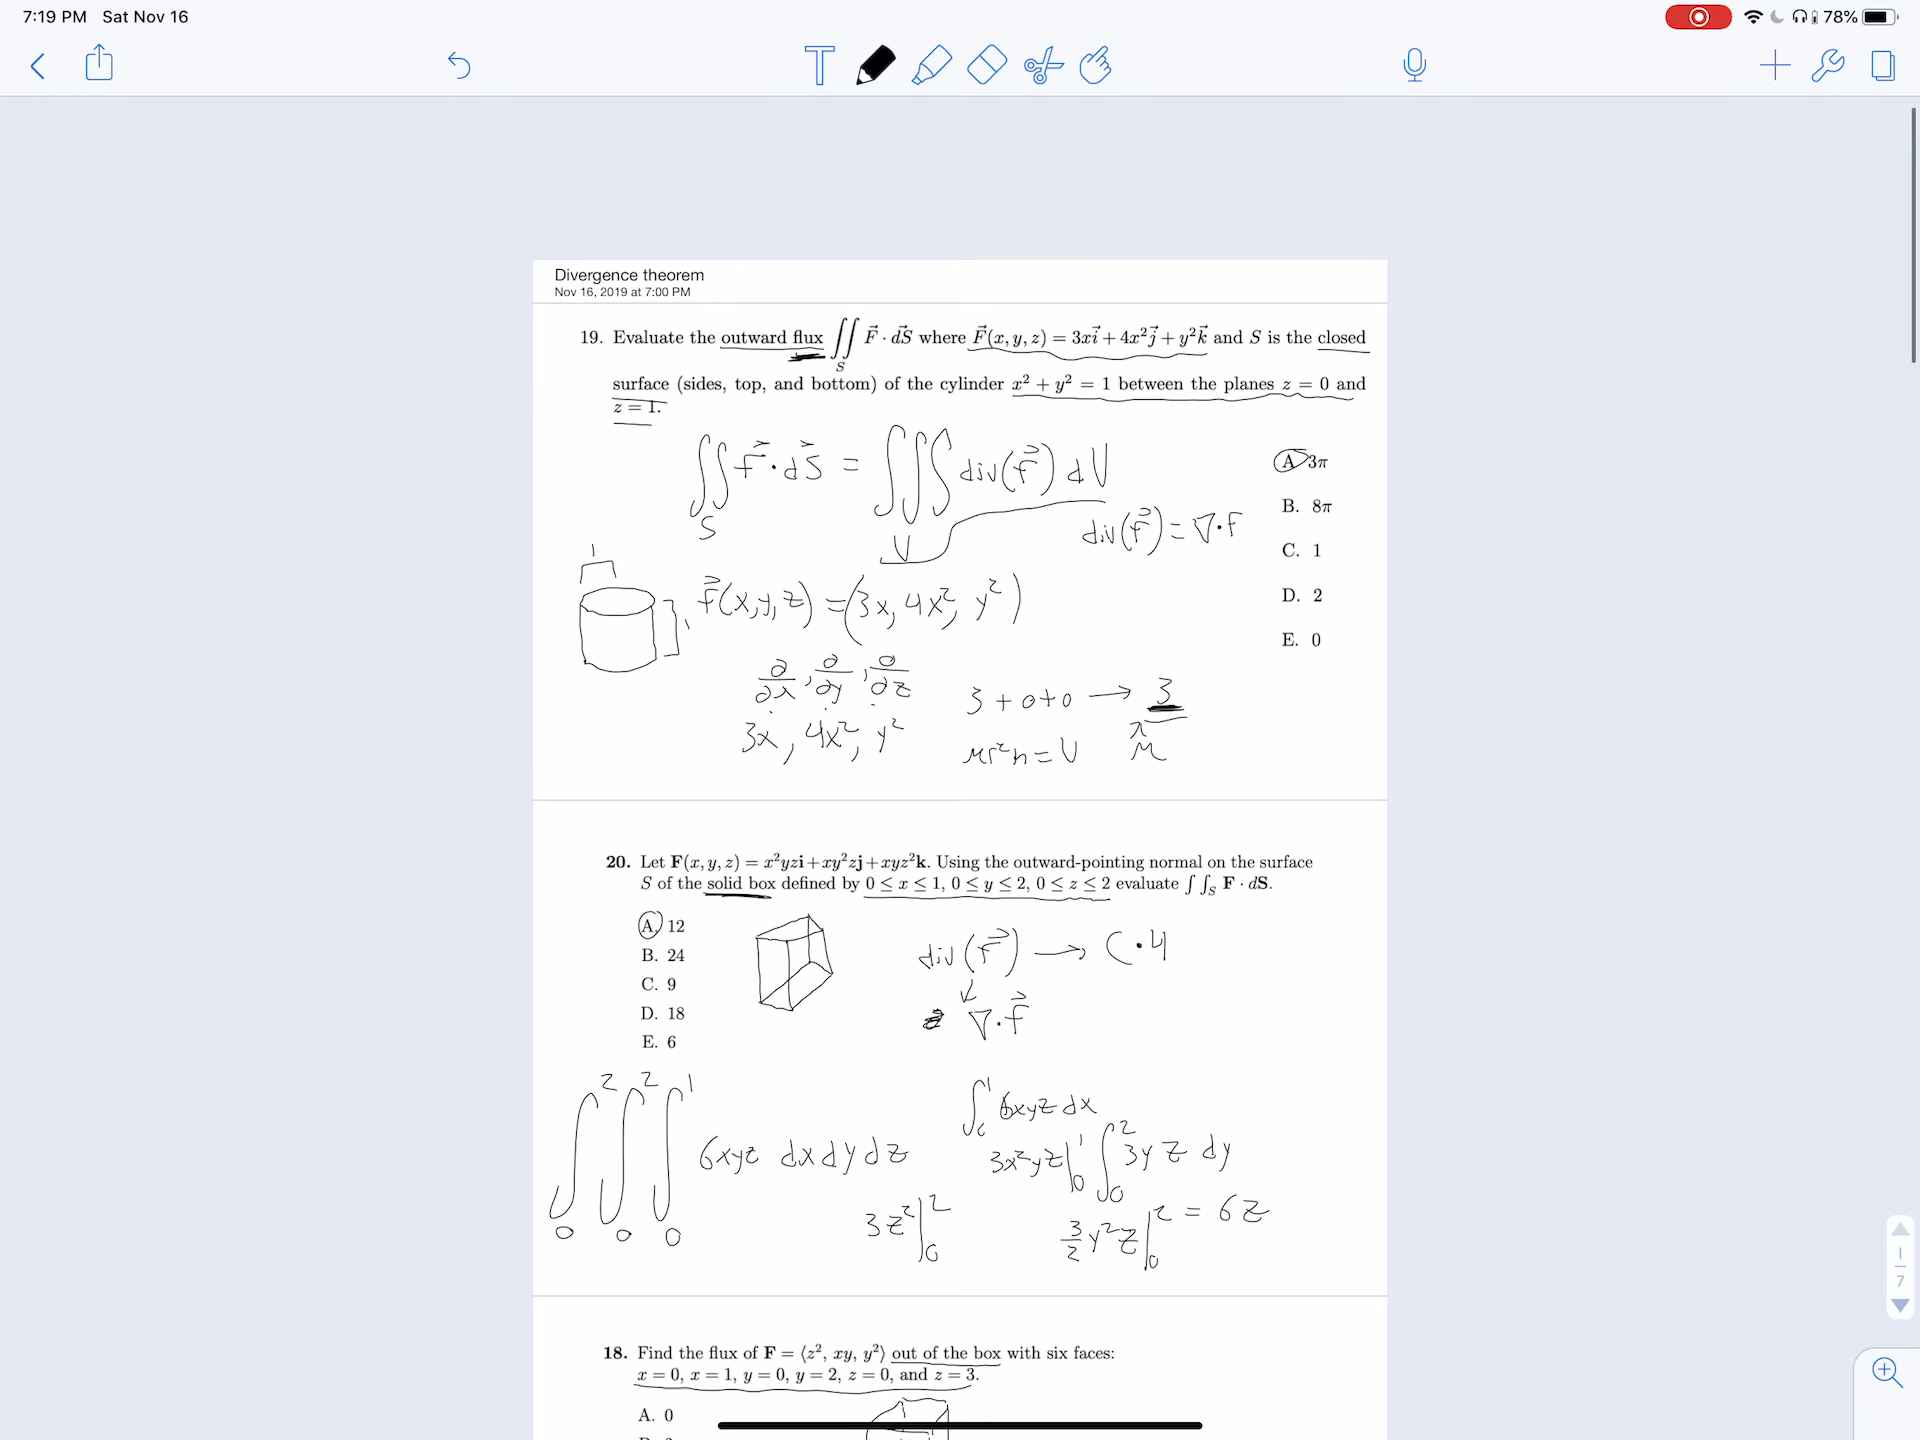 7:19 PM Sat Nov 16
78%
Divergence theorem
Nov 16, 2019 at 7:00 PM
19. Evaluate the outward flux ∬_S F⃗ · dS⃗ where F⃗(x, y, z) = 3xi⃗ + 4x²j⃗ + y²k⃗ and S is the closed
surface (sides, top, and bottom) of the cylinder x² + y² = 1 between the planes z = 0 and
z = 1.
∬_S F⃗ · dS⃗ = ∭_V div(F⃗) dV
div(F⃗) = ∇·F
A 3π
B. 8π
C. 1
D. 2
E. 0
1
1
F⃗(x,y,z) = (3x, 4x², y²)
∂/∂x, ∂/∂y, ∂/∂z
3x, 4x², y²
3 + 0 + 0 → 3
πr²h = V
π
20. Let F(x, y, z) = x²yzi + xy²zj + xyz²k. Using the outward-pointing normal on the surface
S of the solid box defined by 0 ≤ x ≤ 1, 0 ≤ y ≤ 2, 0 ≤ z ≤ 2 evaluate ∫∫_S F · dS.
A. 12
B. 24
C. 9
D. 18
E. 6
div(F⃗) → C·4
∇·F⃗
∫₀² ∫₀² ∫₀¹ 6xyz dx dy dz
∫₀¹ 6xyz dx
3x²yz|₀¹ ∫₀² 3yz dy
3/2 y²z|₀² = 6z
3z²|₀²
18. Find the flux of F = ⟨z², xy, y²⟩ out of the box with six faces:
x = 0, x = 1, y = 0, y = 2, z = 0, and z = 3.
A. 0
1
7